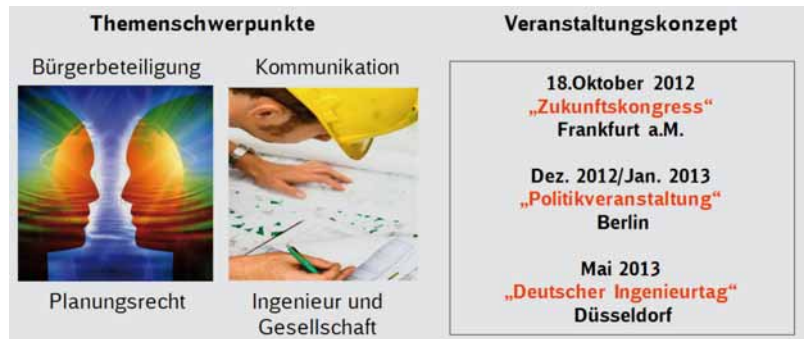 Themenschwerpunkte
Bürgerbeteiligung
Kommunikation
Planungsrecht
Ingenieur und
Gesellschaft
Veranstaltungskonzept
18.Oktober 2012
„Zukunftskongress“
Frankfurt a.M.
Dez. 2012/Jan. 2013
„Politikveranstaltung“
Berlin
Mai 2013
„Deutscher Ingenieurtag“
Düsseldorf